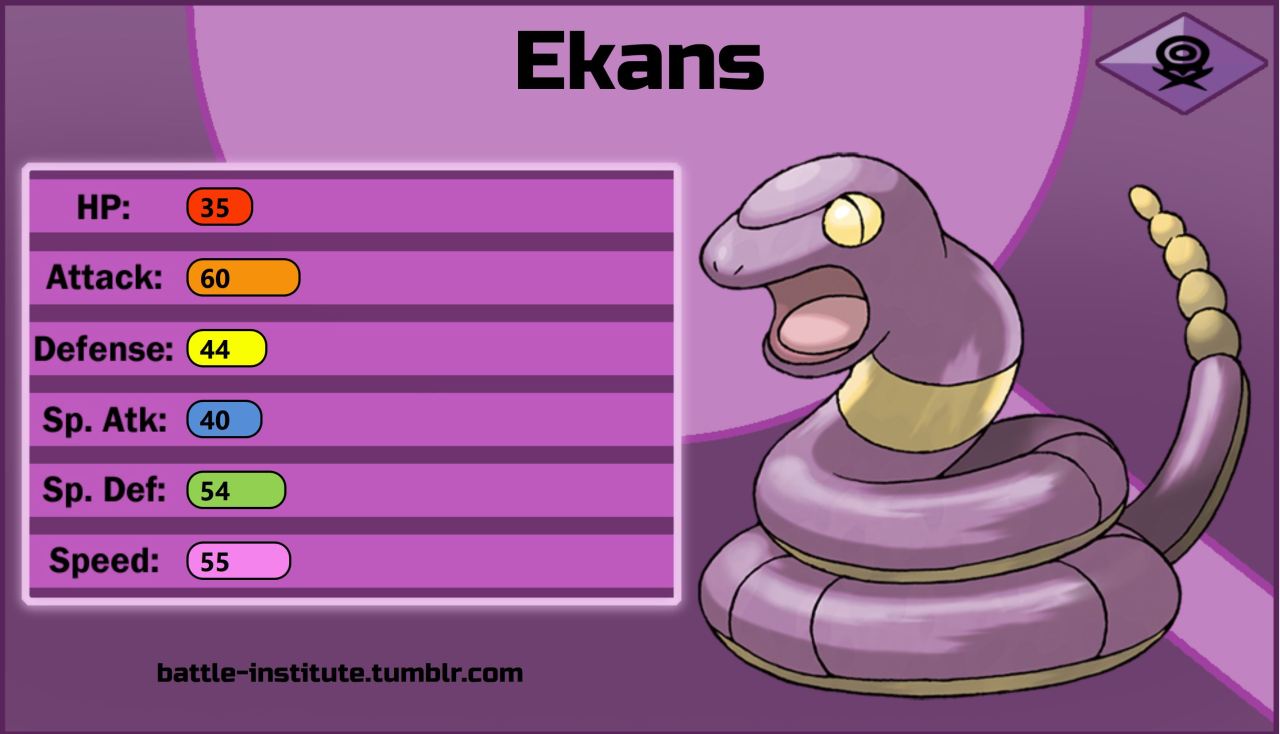 Ekans
HP: 35
Attack: 60
Defense: 44
Sp. Atk: 40
Sp. Def: 54
Speed: 55
battle-institute.tumblr.com